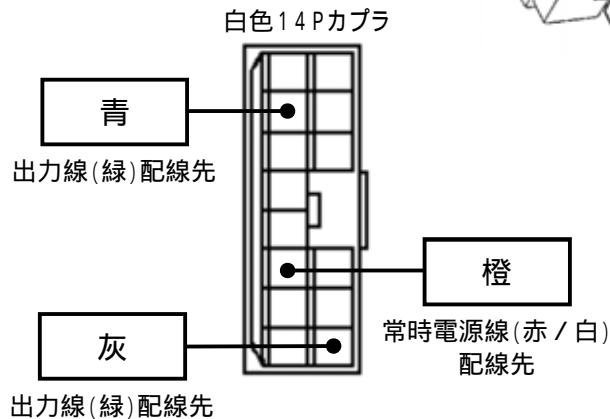 白色14Pカプラ
青
出力線(緑)配線先
橙
常時電源線(赤/白)
配線先
灰
出力線(緑)配線先